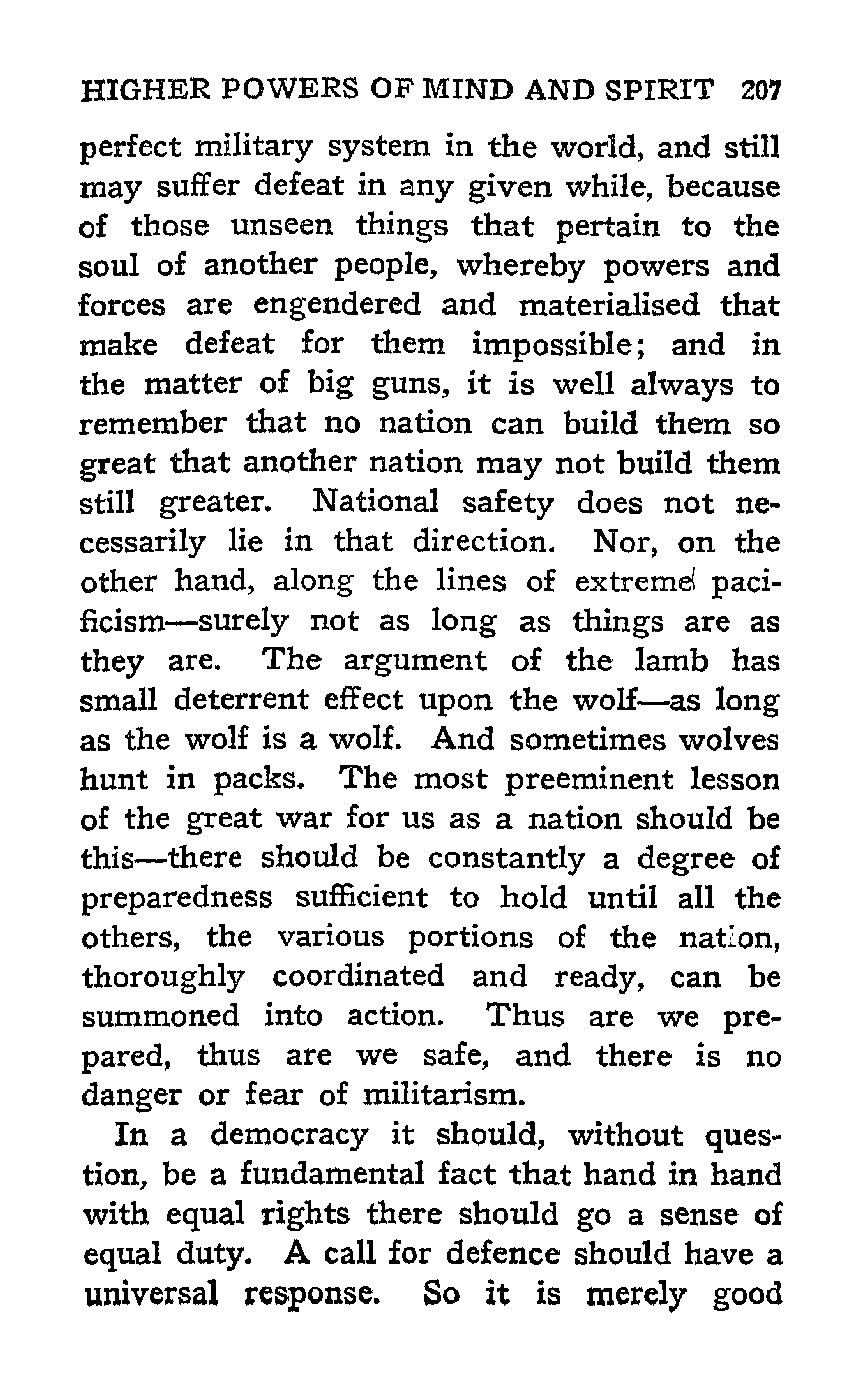 HIGHER POWERS OF MIND AND SPIRIT 207
perfect military system in the world, and still
may suffer defeat in any given while, because
of those unseen things that pertain to the
soul of another people, whereby powers and
forces are engendered and materialised that
make defeat for them impossible; and in
the matter of big guns, it is well always to
remember that no nation can build them so
great that another nation may not build them
still greater. National safety does not ne-
cessarily lie in that direction. Nor, on the
other hand, along the lines of extreme paci-
ficism—surely not as long as things are as
they are. The argument of the lamb has
small deterrent effect upon the wolf—as long
as the wolf is a wolf. And sometimes wolves
hunt in packs. The most preeminent lesson
of the great war for us as a nation should be
this—there should be constantly a degree of
preparedness sufficient to hold until all the
others, the various portions of the nation,
thoroughly coordinated and ready, can be
summoned into action. Thus are we pre-
pared, thus are we safe, and there is no
danger or fear of militarism.
In a democracy it should, without ques-
tion, be a fundamental fact that hand in hand
with equal rights there should go a sense of
equal duty. A call for defence should have a
universal response. So it is merely good